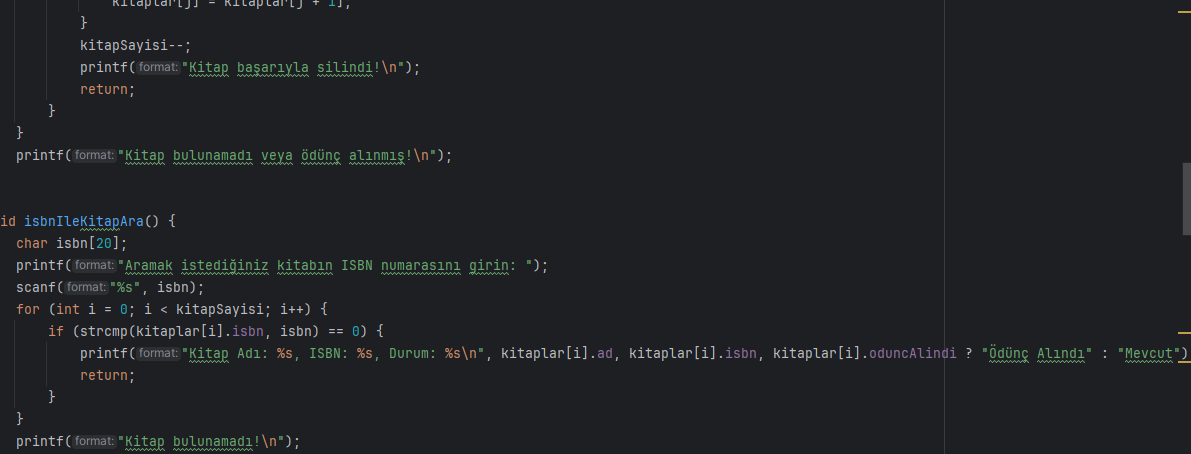 kitaplar[j] = kitaplar[j + 1];
}
kitapSayisi--;
printf( format: "Kitap başarıyla silindi!\n");
return;
}
}
printf( format: "Kitap bulunamadı veya ödünç alınmış!\n");
id isbnIleKitapAra() {
char isbn[20];
printf( format: "Aramak istediğiniz kitabın ISBN numarasını girin: ");
scanf( format: "%s", isbn);
for (int i = 0; i < kitapSayisi; i++) {
if (strcmp(kitaplar[i].isbn, isbn) == 0) {
printf( format: "Kitap Adı: %s, ISBN: %s, Durum: %s\n", kitaplar[i].ad, kitaplar[i].isbn, kitaplar[i].oduncAlindi ? "Ödünç Alındı" : "Mevcut")
return;
}
}
printf( format: "Kitap bulunamadı!\n");